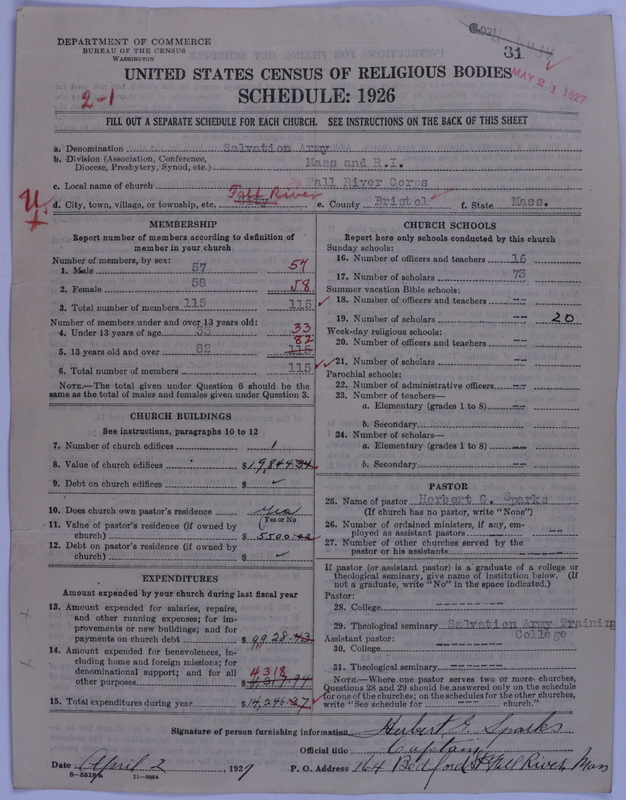 DEPARTMENT OF COMMERCE
BUREAU OF THE CENSUS
WASHINGTON
31
MAY 21 1927
UNITED STATES CENSUS OF RELIGIOUS BODIES
SCHEDULE: 1926
2-1
FILL OUT A SEPARATE SCHEDULE FOR EACH CHURCH. SEE INSTRUCTIONS ON THE BACK OF THIS SHEET
a. Denomination Salvation Army
b. Division (Association, Conference, Diocese, Presbytery, Synod, etc.) Mass and R.I.
c. Local name of church Fall River Corps
d. City, town, village, or township, etc. Fall River e. County Bristol f. State Mass.
MEMBERSHIP
Report number of members according to definition of
member in your church
Number of members, by sex:
1. Male 57 57
2. Female 58 58
3. Total number of members 115 115
Number of members under and over 13 years old:
4. Under 13 years of age 33 33
5. 13 years old and over 82 82 115
6. Total number of members 115
NOTE.—The total given under Question 6 should be the
same as the total of males and females given under Question 3.
CHURCH BUILDINGS
See instructions, paragraphs 10 to 12
7. Number of church edifices 1
8. Value of church edifices $19,844.34
9. Debt on church edifices $ ✓
10. Does church own pastor's residence Yes
(Yes or No)
11. Value of pastor's residence (if owned by
church) $ 5500.00
12. Debt on pastor's residence (if owned by
church) $ ✓
EXPENDITURES
Amount expended by your church during last fiscal year
13. Amount expended for salaries, repairs,
and other running expenses; for im-
provements or new buildings; and for
payments on church debt $ 9928.43
14. Amount expended for benevolences, in-
cluding home and foreign missions; for
denominational support; and for all 4318
other purposes $
15. Total expenditures during year $14,246.37
CHURCH SCHOOLS
Report here only schools conducted by this church
Sunday schools:
16. Number of officers and teachers 16
17. Number of scholars 73
Summer vacation Bible schools:
18. Number of officers and teachers --
19. Number of scholars -- 20
Week-day religious schools:
20. Number of officers and teachers --
21. Number of scholars --
Parochial schools:
22. Number of administrative officers --
23. Number of teachers—
a. Elementary (grades 1 to 8) --
b. Secondary --
24. Number of scholars—
a. Elementary (grades 1 to 8) --
b. Secondary --
PASTOR
25. Name of pastor Herbert G. Sparks
(If church has no pastor, write "None")
26. Number of ordained ministers, if any, em-
ployed as assistant pastors --
27. Number of other churches served by the
pastor or his assistants ------
If pastor (or assistant pastor) is a graduate of a college or
theological seminary, give name of institution below. (If
not a graduate, write "No" in the space indicated.)
Pastor:
28. College ---------
29. Theological seminary Salvation Army Training
College
Assistant pastor:
30. College --------
31. Theological seminary -------
NOTE.—Where one pastor serves two or more churches,
Questions 28 and 29 should be answered only on the schedule
for one of the churches; on the schedules for the other churches,
write "See schedule for ------ church."
Signature of person furnishing information Herbert G. Sparks
Official title Captain
Date April 2, 1927 P. O. Address 164 Bedford St Fall River, Mass
8-5518a 11-9084